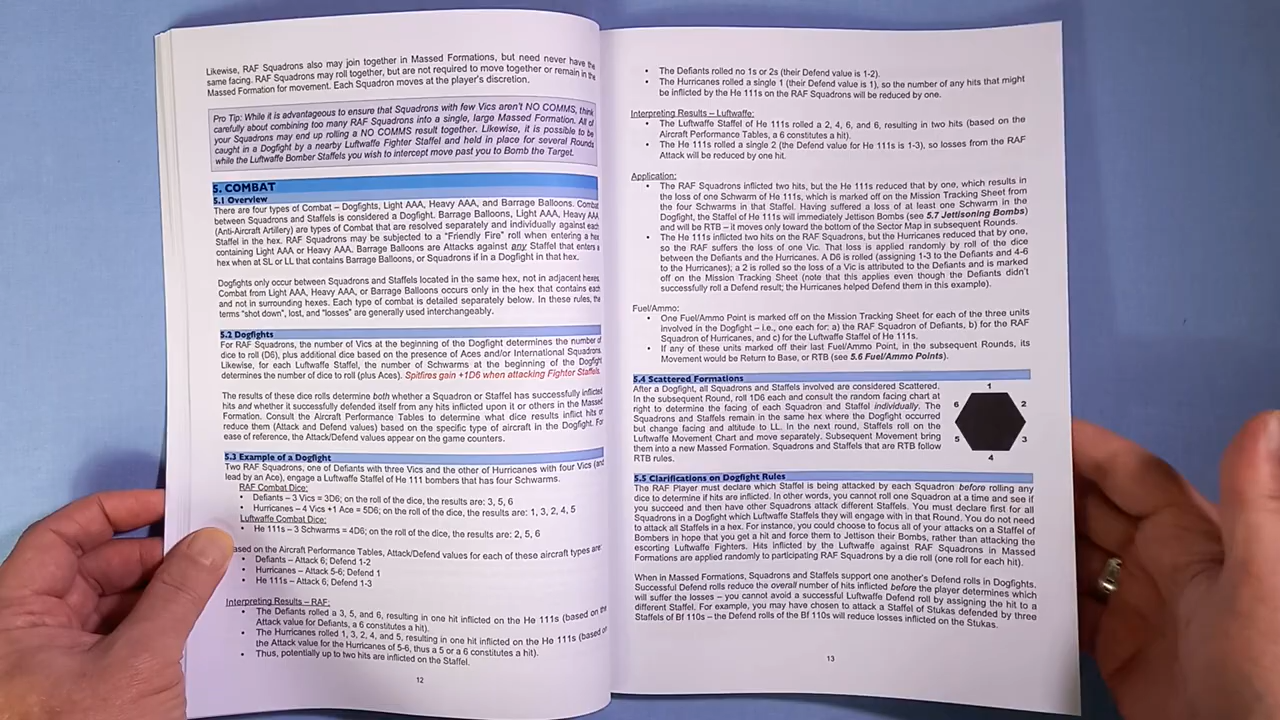 Likewise, RAF Squadrons also may join together in Massed Formations, but need never have the
same facing. RAF Squadrons may roll together, but are not required to move together or remain in the
Massed Formation for movement. Each Squadron moves at the player's discretion.
Pro Tip: While it is advantageous to ensure that Squadrons with few Vics aren't NO COMMS, think
carefully about combining too many RAF Squadrons into a single, large Massed Formation. All of
your Squadrons may end up rolling a NO COMMS result together. Likewise, it is possible to be
caught in a Dogfight by a nearby Luftwaffe Fighter Staffel and held in place for several Rounds
while the Luftwaffe Bomber Staffels you wish to intercept move past you to Bomb the Target.
5. COMBAT
5.1 Overview
There are four types of Combat – Dogfights, Light AAA, Heavy AAA, and Barrage Balloons. Combat
between Squadrons and Staffels is considered a Dogfight. Barrage Balloons, Light AAA, Heavy AAA
(Anti-Aircraft Artillery) are types of Combat that are resolved separately and individually against each
Staffel in the hex. RAF Squadrons may be subjected to a "Friendly Fire" roll when entering a hex
containing Light AAA or Heavy AAA. Barrage Balloons are Attacks against any Staffel that enters a
hex when at SL or LL that contains Barrage Balloons, or Squadrons if in a Dogfight in that hex.
Dogfights only occur between Squadrons and Staffels located in the same hex, not in adjacent hexes.
Combat from Light AAA, Heavy AAA, or Barrage Balloons occurs only in the hex that contains each
and not in surrounding hexes. Each type of combat is detailed separately below. In these rules, the
terms "shot down", lost, and "losses" are generally used interchangeably.
5.2 Dogfights
For RAF Squadrons, the number of Vics at the beginning of the Dogfight determines the number of
dice to roll (D6), plus additional dice based on the presence of Aces and/or International Squadrons.
Likewise, for each Luftwaffe Staffel, the number of Schwarms at the beginning of the Dogfight
determines the number of dice to roll (plus Aces). Spitfires gain +1D6 when attacking Fighter Staffels.
The results of these dice rolls determine both whether a Squadron or Staffel has successfully inflicted
hits and whether it successfully defended itself from any hits inflicted upon it or others in the Massed
Formation. Consult the Aircraft Performance Tables to determine what dice results inflict hits or
reduce them (Attack and Defend values) based on the specific type of aircraft in the Dogfight. For
ease of reference, the Attack/Defend values appear on the game counters.
5.3 Example of a Dogfight
Two RAF Squadrons, one of Defiants with three Vics and the other of Hurricanes with four Vics (and
lead by an Ace), engage a Luftwaffe Staffel of He 111 bombers that has four Schwarms.
RAF Combat Dice:
• Defiants – 3 Vics = 3D6; on the roll of the dice, the results are: 3, 5, 6
• Hurricanes – 4 Vics +1 Ace = 5D6; on the roll of the dice, the results are: 1, 3, 2, 4, 5
Luftwaffe Combat Dice:
• He 111s – 3 Schwarms = 4D6; on the roll of the dice, the results are: 2, 5, 6
ased on the Aircraft Performance Tables, Attack/Defend values for each of these aircraft types are:
• Defiants – Attack 6; Defend 1-2
• Hurricanes – Attack 5-6; Defend 1
• He 111s – Attack 6; Defend 1-3
Interpreting Results – RAF:
• The Defiants rolled a 3, 5, and 6, resulting in one hit inflicted on the He 111s (based on the
Attack value for Defiants, a 6 constitutes a hit).
• The Hurricanes rolled 1, 3, 2, 4, and 5, resulting in one hit inflicted on the He 111s (based on
the Attack value for the Hurricanes of 5-6, thus a 5 or a 6 constitutes a hit).
• Thus, potentially up to two hits are inflicted on the Staffel.
12
• The Defiants rolled no 1s or 2s (their Defend value is 1-2).
• The Hurricanes rolled a single 1 (their Defend value is 1), so the number of any hits that might
be inflicted by the He 111s on the RAF Squadrons will be reduced by one.
Interpreting Results – Luftwaffe:
• The Luftwaffe Staffel of He 111s rolled a 2, 4, 6, and 6, resulting in two hits (based on the
Aircraft Performance Tables, a 6 constitutes a hit).
• The He 111s rolled a single 2 (the Defend value for He 111s is 1-3), so losses from the RAF
Attack will be reduced by one hit.
Application:
• The RAF Squadrons inflicted two hits, but the He 111s reduced that by one, which results in
the loss of one Schwarm of He 111s, which is marked off on the Mission Tracking Sheet from
the four Schwarms in that Staffel. Having suffered a loss of at least one Schwarm in the
Dogfight, the Staffel of He 111s will immediately Jettison Bombs (see 5.7 Jettisoning Bombs)
and will be RTB – it moves only toward the bottom of the Sector Map in subsequent Rounds.
• The He 111s inflicted two hits on the RAF Squadrons, but the Hurricanes reduced that by one,
so the RAF suffers the loss of one Vic. That loss is applied randomly by roll of the dice
between the Defiants and the Hurricanes. A D6 is rolled (assigning 1-3 to the Defiants and 4-6
to the Hurricanes); a 2 is rolled so the loss of a Vic is attributed to the Defiants and is marked
off on the Mission Tracking Sheet (note that this applies even though the Defiants didn't
successfully roll a Defend result; the Hurricanes helped Defend them in this example).
Fuel/Ammo:
• One Fuel/Ammo Point is marked off on the Mission Tracking Sheet for each of the three units
involved in the Dogfight – i.e., one each for: a) the RAF Squadron of Defiants, b) for the RAF
Squadron of Hurricanes, and c) for the Luftwaffe Staffel of He 111s.
• If any of these units marked off their last Fuel/Ammo Point, in the subsequent Rounds, its
Movement would be Return to Base, or RTB (see 5.6 Fuel/Ammo Points).
5.4 Scattered Formations
After a Dogfight, all Squadrons and Staffels involved are considered Scattered.
In the subsequent Round, roll 1D6 each and consult the random facing chart at
right to determine the facing of each Squadron and Staffel individually. The
Squadrons and Staffels remain in the same hex where the Dogfight occurred
but change facing and altitude to LL. In the next round, Staffels roll on the
Luftwaffe Movement Chart and move separately. Subsequent Movement bring
them into a new Massed Formation. Squadrons and Staffels that are RTB follow
RTB rules.
1
6 2
5 3
4
5.5 Clarifications on Dogfight Rules
The RAF Player must declare which Staffel is being attacked by each Squadron before rolling any
dice to determine if hits are inflicted. In other words, you cannot roll one Squadron at a time and see if
you succeed and then have other Squadrons attack different Staffels. You must declare first for all
Squadrons in a Dogfight which Luftwaffe Staffels they will engage with in that Round. You do not need
to attack all Staffels in a hex. For instance, you could choose to focus all of your attacks on a Staffel of
Bombers in hope that you get a hit and force them to Jettison their Bombs, rather than attacking the
escorting Luftwaffe Fighters. Hits inflicted by the Luftwaffe against RAF Squadrons in Massed
Formations are applied randomly to participating RAF Squadrons by a die roll (one roll for each hit).
When in Massed Formations, Squadrons and Staffels support one another's Defend rolls in Dogfights.
Successful Defend rolls reduce the overall number of hits inflicted before the player determines which
will suffer the losses – you cannot avoid a successful Luftwaffe Defend roll by assigning the hit to a
different Staffel. For example, you may have chosen to attack a Staffel of Stukas defended by three
Staffels of Bf 110s – the Defend rolls of the Bf 110s will reduce losses inflicted on the Stukas.
13